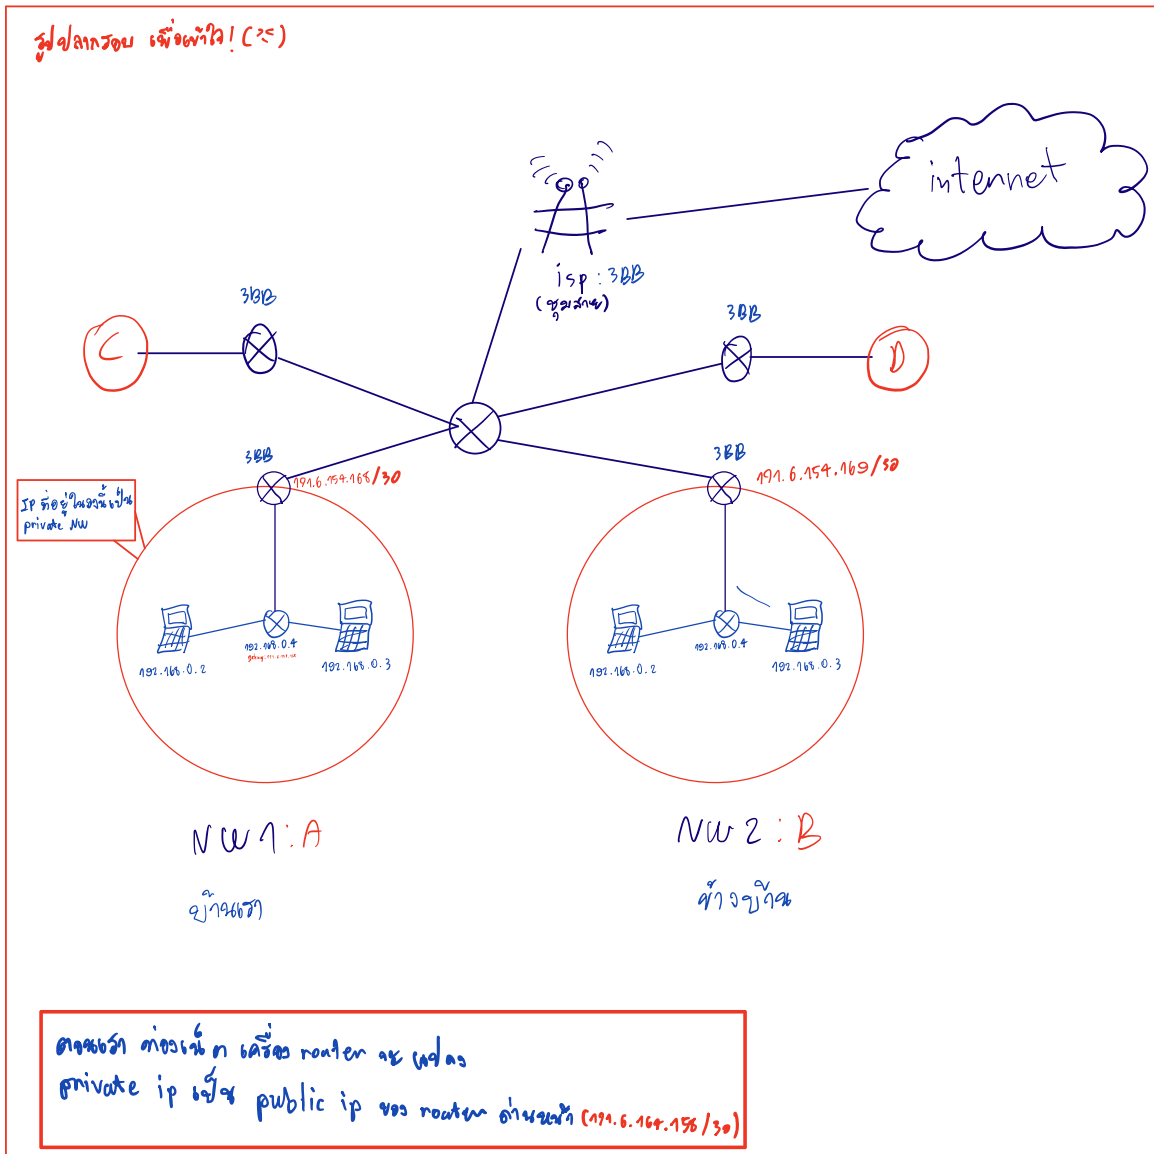 รูปปลากรอบ เพื่อเข้าใจ! (>=)
internet
isp : 3BB
(ชุมสาย)
3BB
3BB
C
D
3BB
3BB
191.6.154.168/30
191.6.154.169/30
IP ที่อยู่ในวงนี้เป็น
private NW
192.168.0.4
192.168.0.2
192.168.0.3
192.168.0.4
192.168.0.2
192.168.0.3
NW1 : A
NW 2 : B
บ้านเรา
ข้างบ้าน
ตอนเรา ท่องเน็ต เครื่อง router จะ แปลง
private ip เป็น public ip ของ router ด้านหน้า (191.6.164.158/30)